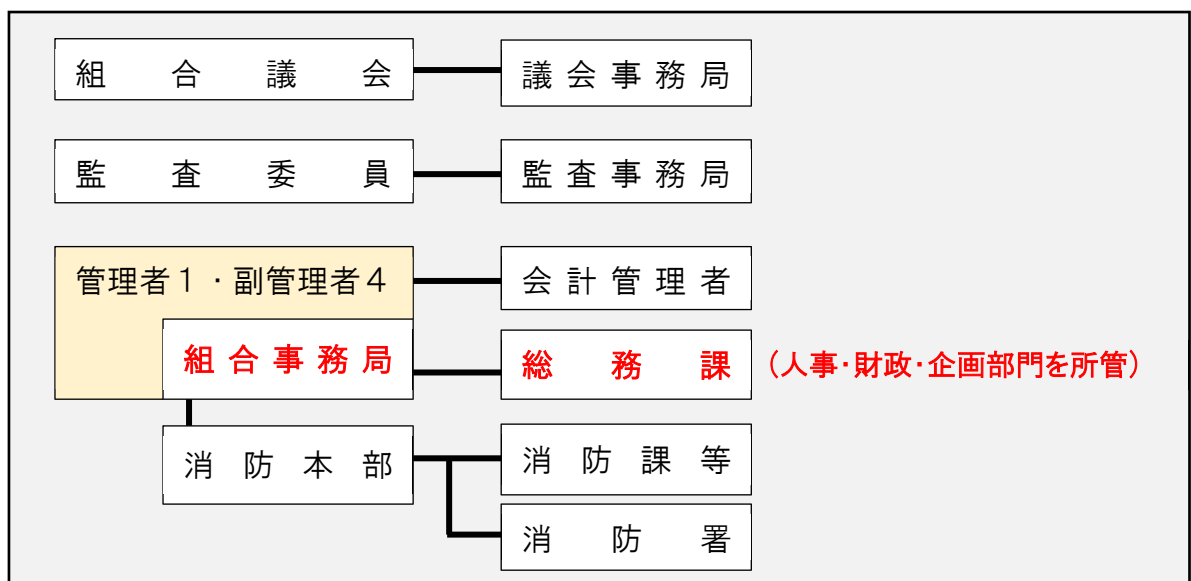 組合議会
議会事務局
監査委員
監査事務局
管理者１・副管理者４
会計管理者
組合事務局
総務課
（人事・財政・企画部門を所管）
消防本部
消防課等
消防署